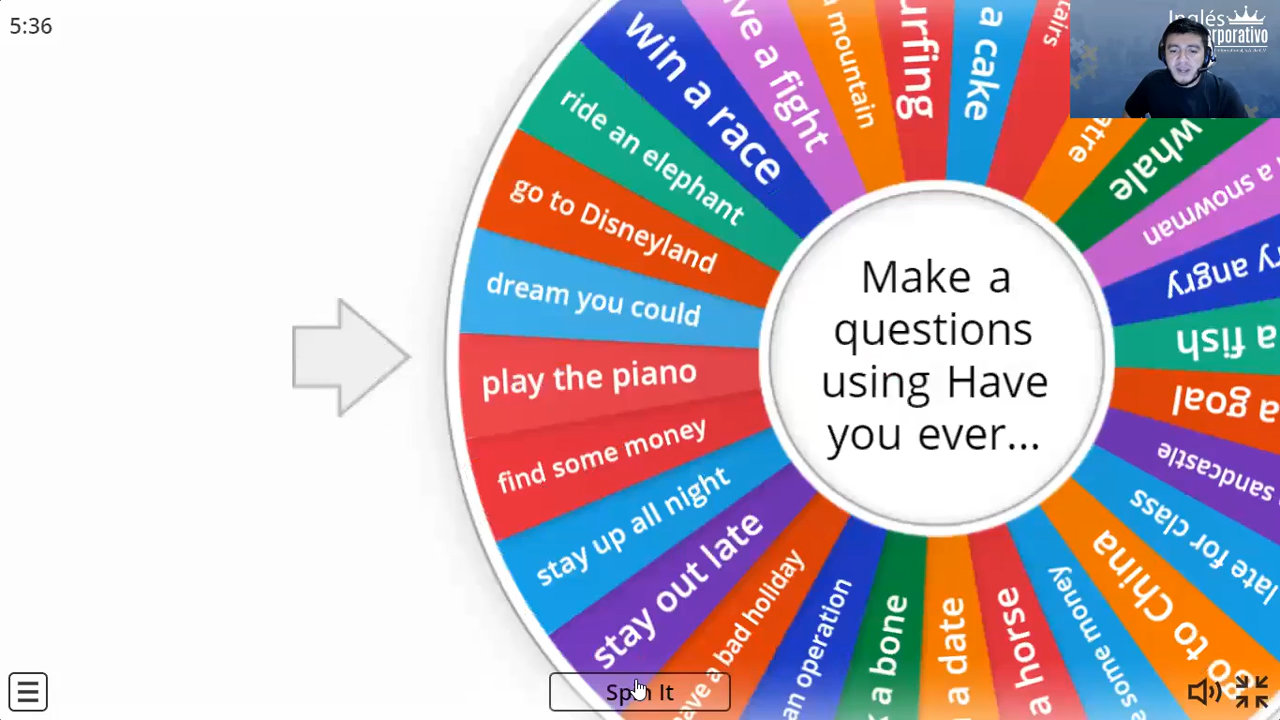 5:36
Inglés
win a race
ride an elephant
go to Disneyland
dream you could
play the piano
find some money
stay up all night
stay out late
have a bad holiday
an operation
a bone
a date
a horse
some money
go to China
late for class
sandcastle
a goal
a fish
angry
a snowman
whale
a cake
mountain
a fight
Make a
questions
using Have
you ever...
Spin It